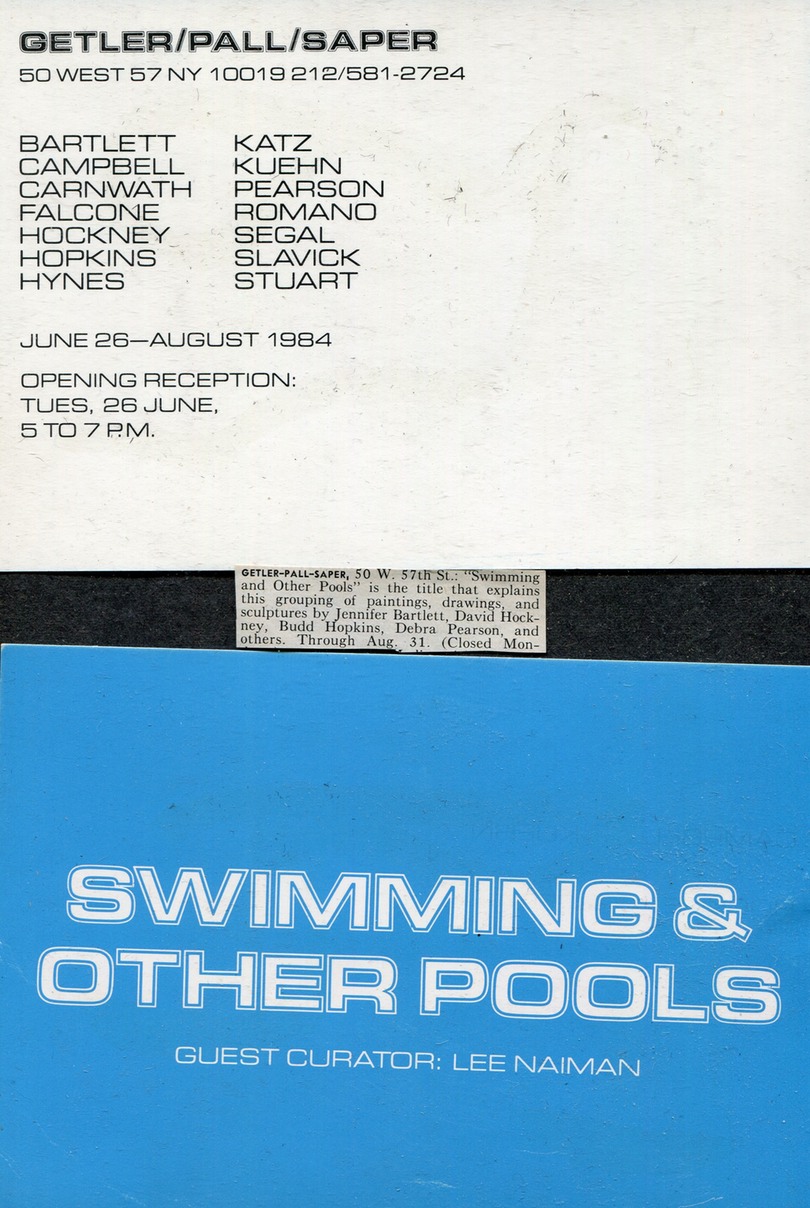 GETLER/PALL/SAPER
50 WEST 57 NY 10019 212/581-2724
BARTLETT
CAMPBELL
CARNWATH
FALCONE
HOCKNEY
HOPKINS
HYNES
KATZ
KUEHN
PEARSON
ROMANO
SEGAL
SLAVICK
STUART
JUNE 26—AUGUST 1984
OPENING RECEPTION:
TUES, 26 JUNE,
5 TO 7 P.M.
GETLER-PALL-SAPER, 50 W. 57th St.: "Swimming
and Other Pools" is the title that explains
this grouping of paintings, drawings, and
sculptures by Jennifer Bartlett, David Hock-
ney, Budd Hopkins, Debra Pearson, and
others. Through Aug. 31. (Closed Mon-
SWIMMING &
OTHER POOLS
GUEST CURATOR: LEE NAIMAN